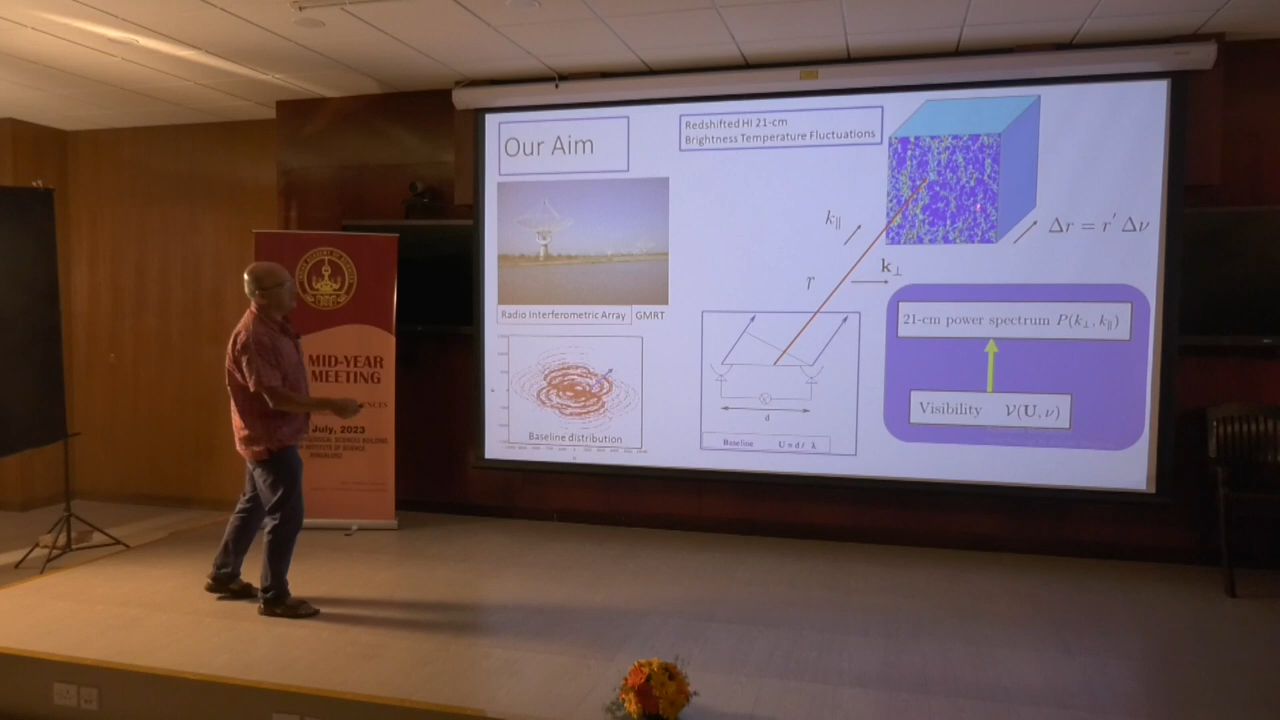 MID-YEAR
MEETING
July, 2023
Our Aim
Redshifted HI 21-cm
Brightness Temperature Fluctuations
Radio Interferometric Array
GMRT
Baseline distribution
k∥
r
k⊥
Δr = r′ Δν
d
Baseline U = d / λ
21-cm power spectrum P(k⊥, k∥)
Visibility 𝒱(U, ν)